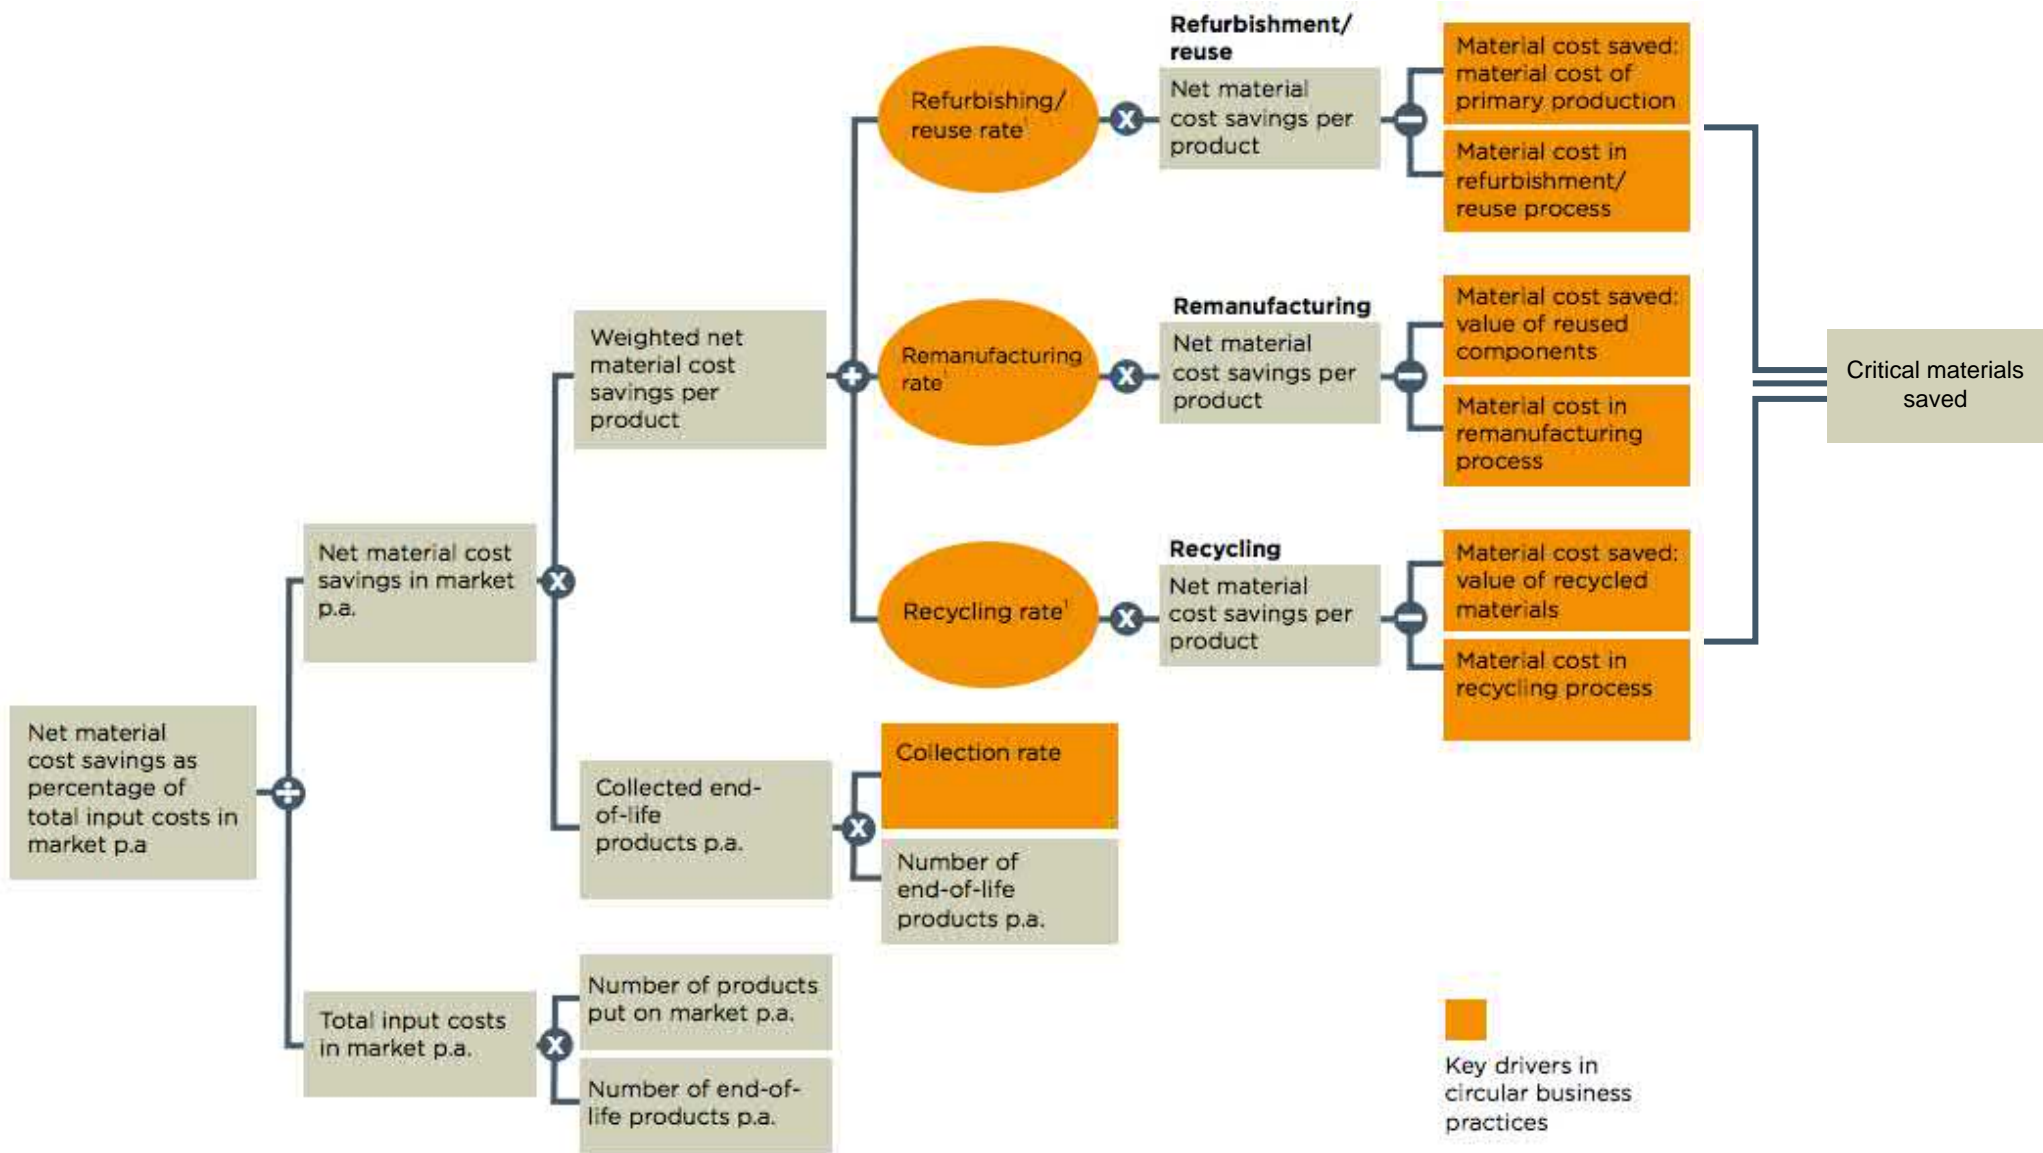 Refurbishment/
reuse
Refurbishing/
reuse rate¹
x
Net material
cost savings per
product
–
Material cost saved:
material cost of
primary production
Material cost in
refurbishment/
reuse process
Weighted net
material cost
savings per
product
+
Remanufacturing
rate¹
x
Remanufacturing
Net material
cost savings per
product
–
Material cost saved:
value of reused
components
Material cost in
remanufacturing
process
Critical materials
saved
Net material cost
savings in market
p.a.
x
Recycling rate¹
x
Recycling
Net material
cost savings per
product
–
Material cost saved:
value of recycled
materials
Material cost in
recycling process
Net material
cost savings as
percentage of
total input costs in
market p.a
÷
Collected end-
of-life
products p.a.
x
Collection rate
Number of
end-of-life
products p.a.
Total input costs
in market p.a.
x
Number of products
put on market p.a.
Number of end-of-
life products p.a.
Key drivers in
circular business
practices